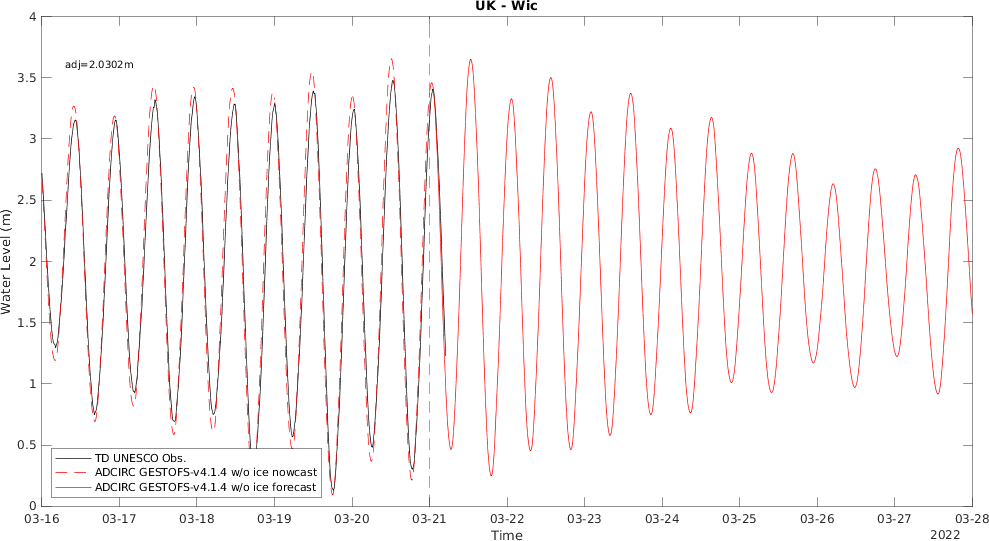 UK - Wic
adj=2.0302m
Water Level (m)
4
3.5
3
2.5
2
1.5
1
0.5
0
TD UNESCO Obs.
ADCIRC GESTOFS-v4.1.4 w/o ice nowcast
ADCIRC GESTOFS-v4.1.4 w/o ice forecast
03-16 03-17 03-18 03-19 03-20 03-21 03-22 03-23 03-24 03-25 03-26 03-27 03-28
Time
2022